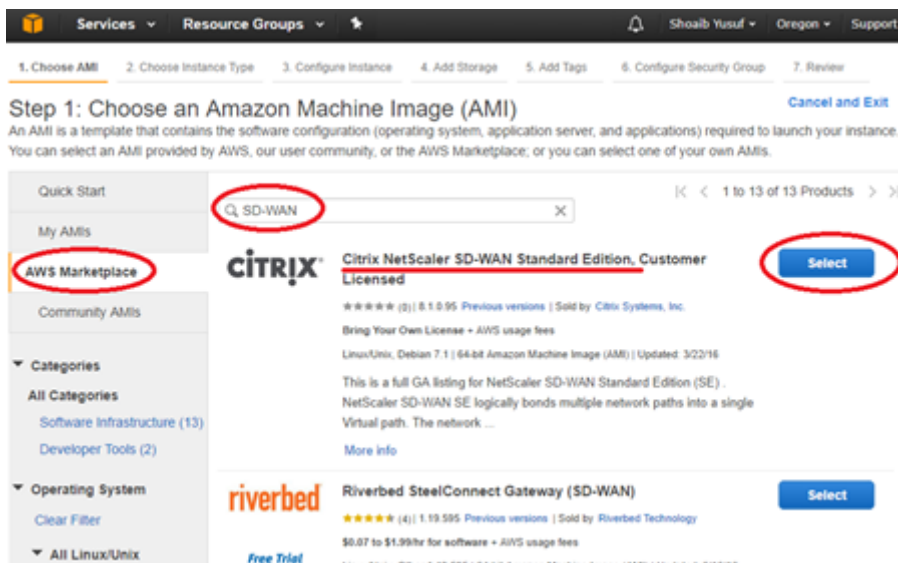 Services Resource Groups Shoaib Yusuf Oregon Support
1. Choose AMI 2. Choose Instance Type 3. Configure Instance 4. Add Storage 5. Add Tags 6. Configure Security Group 7. Review
Step 1: Choose an Amazon Machine Image (AMI)
Cancel and Exit
An AMI is a template that contains the software configuration (operating system, application server, and applications) required to launch your instance.
You can select an AMI provided by AWS, our user community, or the AWS Marketplace; or you can select one of your own AMIs.
Quick Start
My AMIs
AWS Marketplace
Community AMIs
Categories
All Categories
Software Infrastructure (13)
Developer Tools (2)
Operating System
Clear Filter
All Linux/Unix
SD-WAN
1 to 13 of 13 Products
CİTRIX
Citrix NetScaler SD-WAN Standard Edition, Customer
Licensed
Select
(0) | 8.1.0.95 Previous versions | Sold by Citrix Systems, Inc.
Bring Your Own License + AWS usage fees
Linux/Unix, Debian 7.1 | 64-bit Amazon Machine Image (AMI) | Updated: 3/22/16
This is a full GA listing for NetScaler SD-WAN Standard Edition (SE) .
NetScaler SD-WAN SE logically bonds multiple network paths into a single
Virtual path. The network ...
More info
riverbed
Free Trial
Riverbed SteelConnect Gateway (SD-WAN)
Select
(4) | 1.19.595 Previous versions | Sold by Riverbed Technology
$0.07 to $1.99/hr for software + AWS usage fees